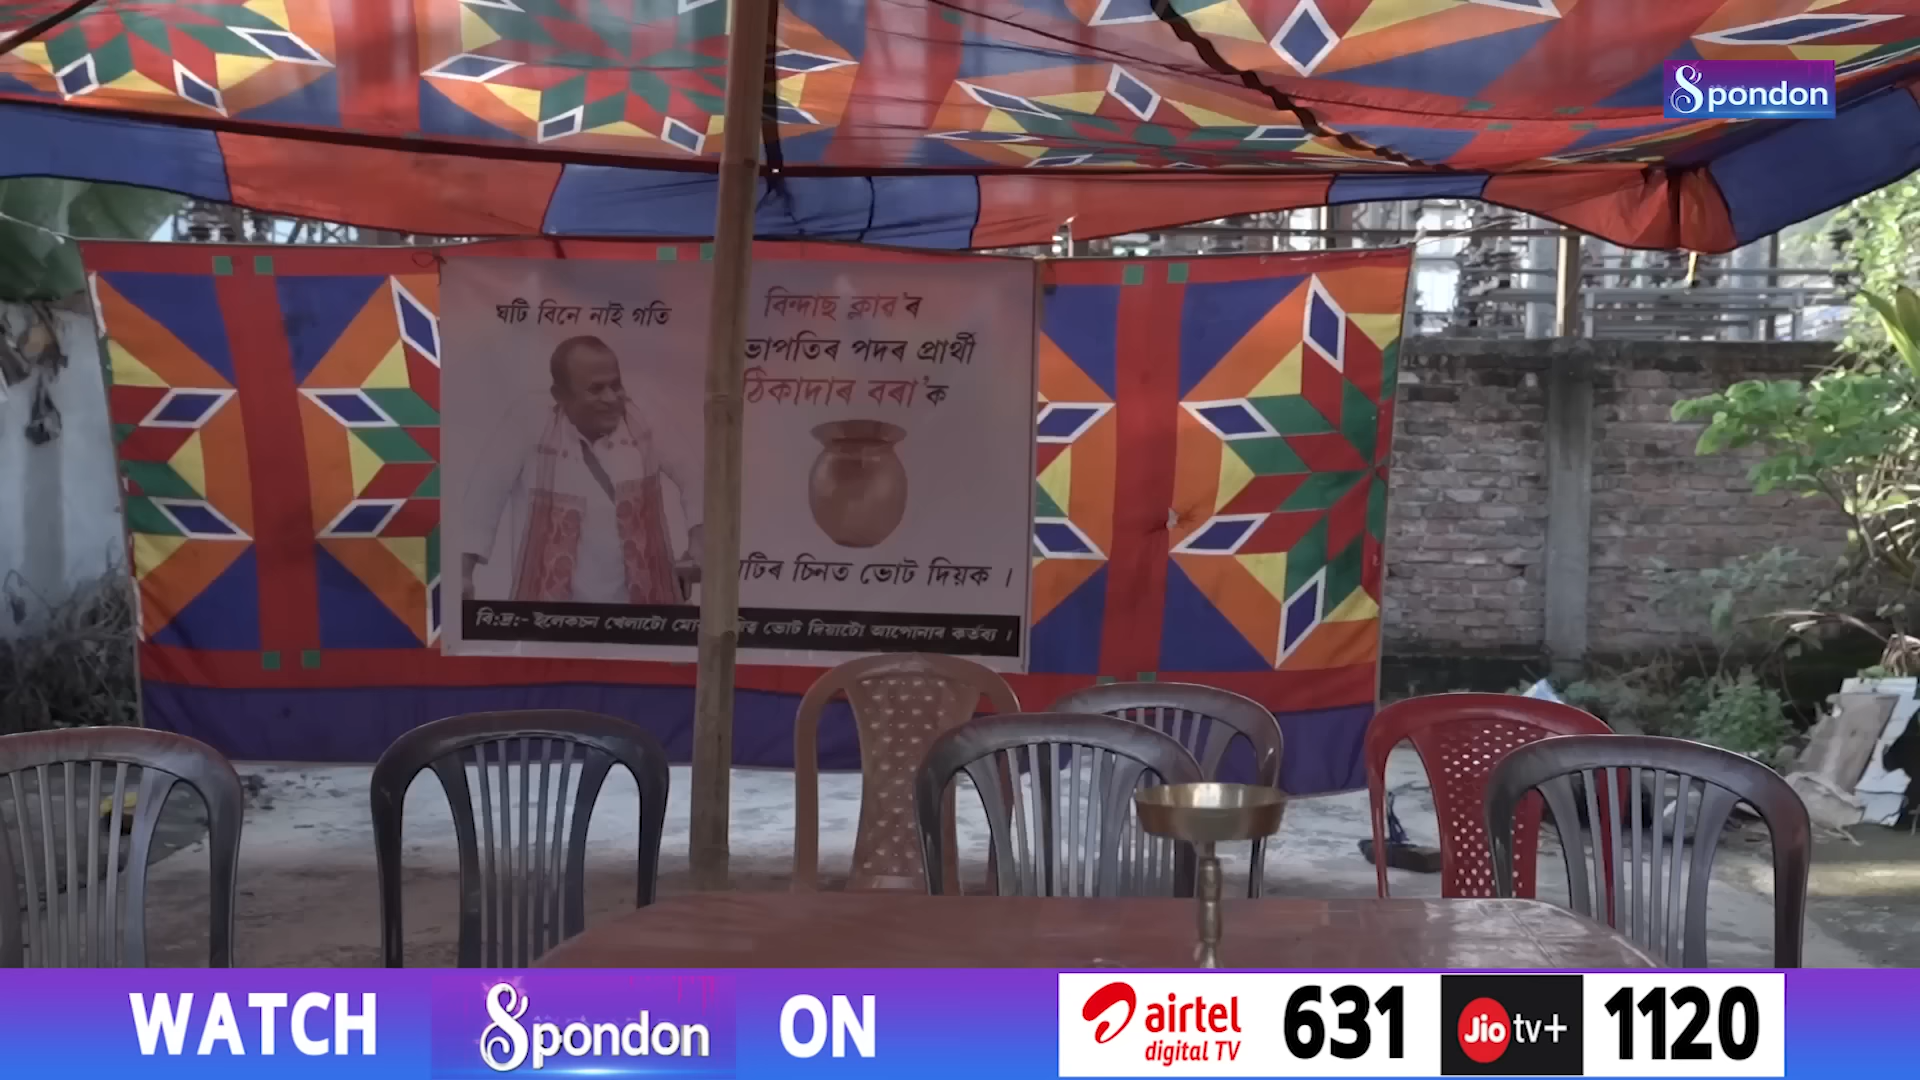 Spondon
ঘটি বিনে নাই গতি
বিন্দাছ ক্লাৱ'ৰ
ভাপতিৰ পদৰ প্ৰাৰ্থী
ঠিকাদাৰ বৰা'ক
টিৰ চিনত ভোট দিয়ক ।
বি:দ্ৰ:- ইলেকচন খেলাটো ভোট দিয়াটো আপোনাৰ কৰ্তব্য ।
WATCH Spondon ON airtel digital TV 631 Jio tv+ 1120